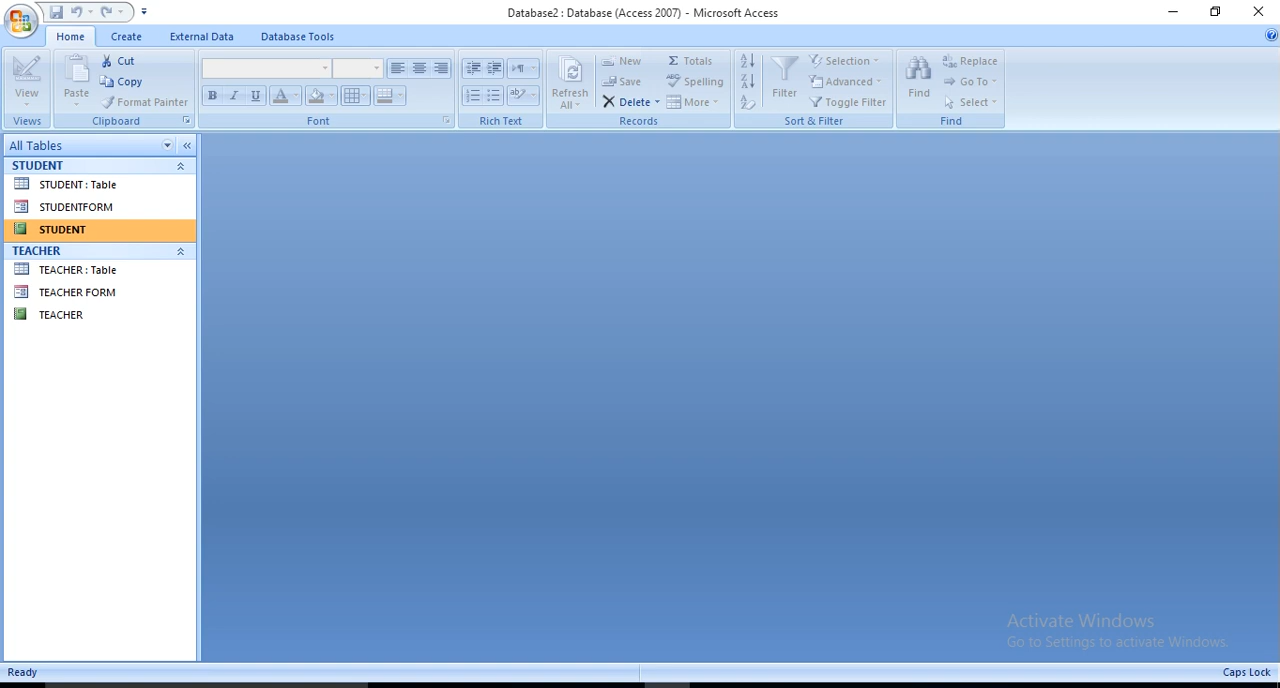 Database2 : Database (Access 2007) - Microsoft Access
Home Create External Data Database Tools
View
Views
Paste
Cut
Copy
Format Painter
Clipboard
B I U A
Font
Rich Text
Refresh
All
New
Save
Delete
Totals
Spelling
More
Records
Filter
Selection
Advanced
Toggle Filter
Sort & Filter
Find
Replace
Go To
Select
Find
All Tables
STUDENT
STUDENT : Table
STUDENTFORM
STUDENT
TEACHER
TEACHER : Table
TEACHER FORM
TEACHER
Activate Windows
Go to Settings to activate Windows.
Ready
Caps Lock